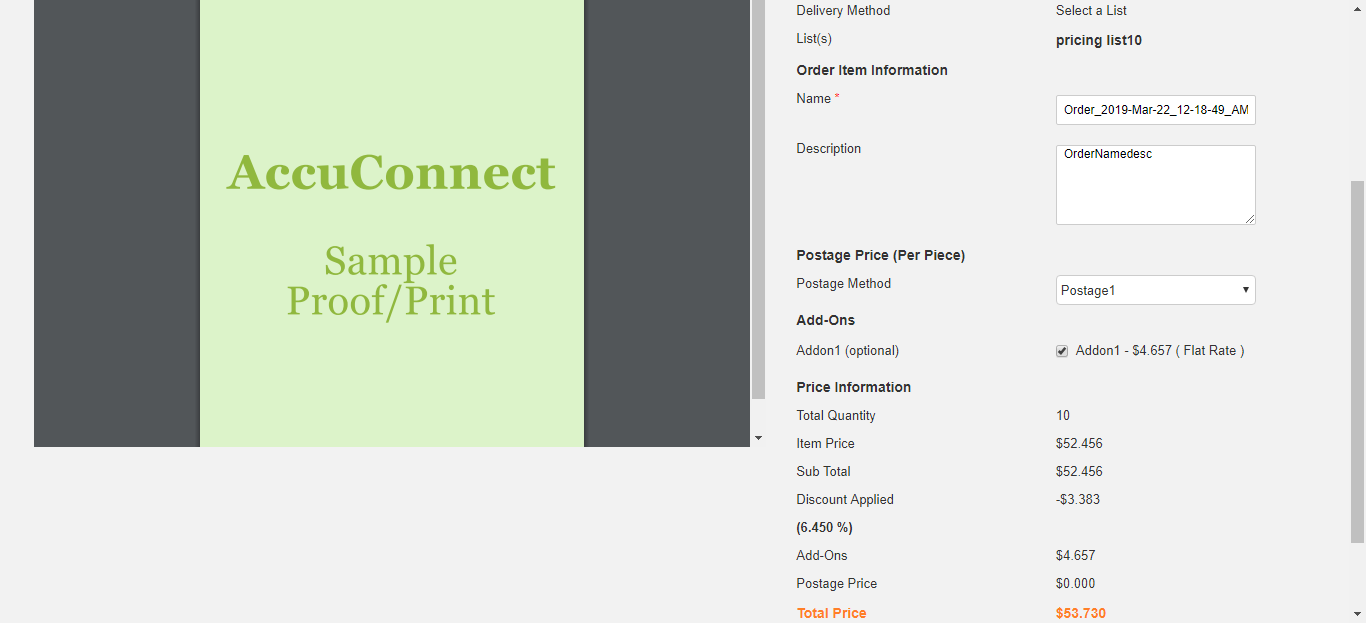 AccuConnect
Sample
Proof/Print
Delivery Method Select a List
List(s) pricing list10
Order Item Information
Name * Order_2019-Mar-22_12-18-49_AM
Description OrderNamedesc
Postage Price (Per Piece)
Postage Method Postage1
Add-Ons
Addon1 (optional) Addon1 - $4.657 ( Flat Rate )
Price Information
Total Quantity 10
Item Price $52.456
Sub Total $52.456
Discount Applied -$3.383
(6.450 %)
Add-Ons $4.657
Postage Price $0.000
Total Price $53.730